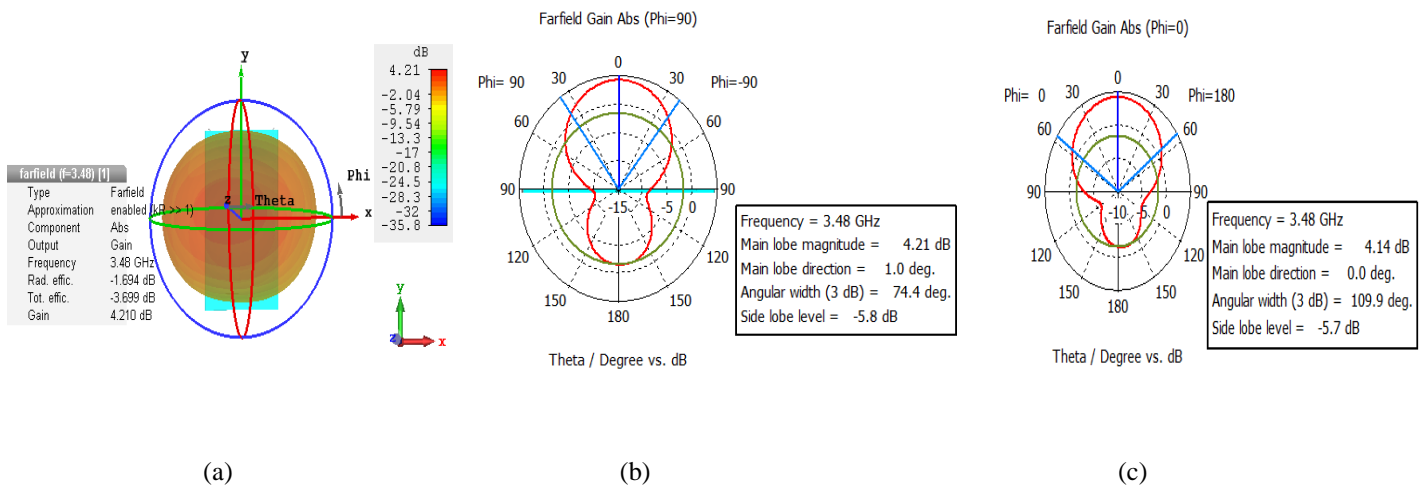 y
dB
4.21
-2.04
-5.79
-9.54
-13.3
-17
-20.8
-24.5
-28.3
-32
-35.8
Phi
z
Theta
x
farfield (f=3.48) [1]
Type Farfield
Approximation enabled (kR >> 1)
Component Abs
Output Gain
Frequency 3.48 GHz
Rad. effic. -1.694 dB
Tot. effic. -3.699 dB
Gain 4.210 dB
y
z
x
(a)
Farfield Gain Abs (Phi=90)
0
Phi= 90 30 30 Phi=-90
60 60
90 90
-15 -5 0
120 120
150 150
180
Theta / Degree vs. dB
Frequency = 3.48 GHz
Main lobe magnitude = 4.21 dB
Main lobe direction = 1.0 deg.
Angular width (3 dB) = 74.4 deg.
Side lobe level = -5.8 dB
(b)
Farfield Gain Abs (Phi=0)
0
Phi= 0 30 30 Phi=180
60 60
90 90
-10 -5 0
120 120
150 150
180
Theta / Degree vs. dB
Frequency = 3.48 GHz
Main lobe magnitude = 4.14 dB
Main lobe direction = 0.0 deg.
Angular width (3 dB) = 109.9 deg.
Side lobe level = -5.7 dB
(c)